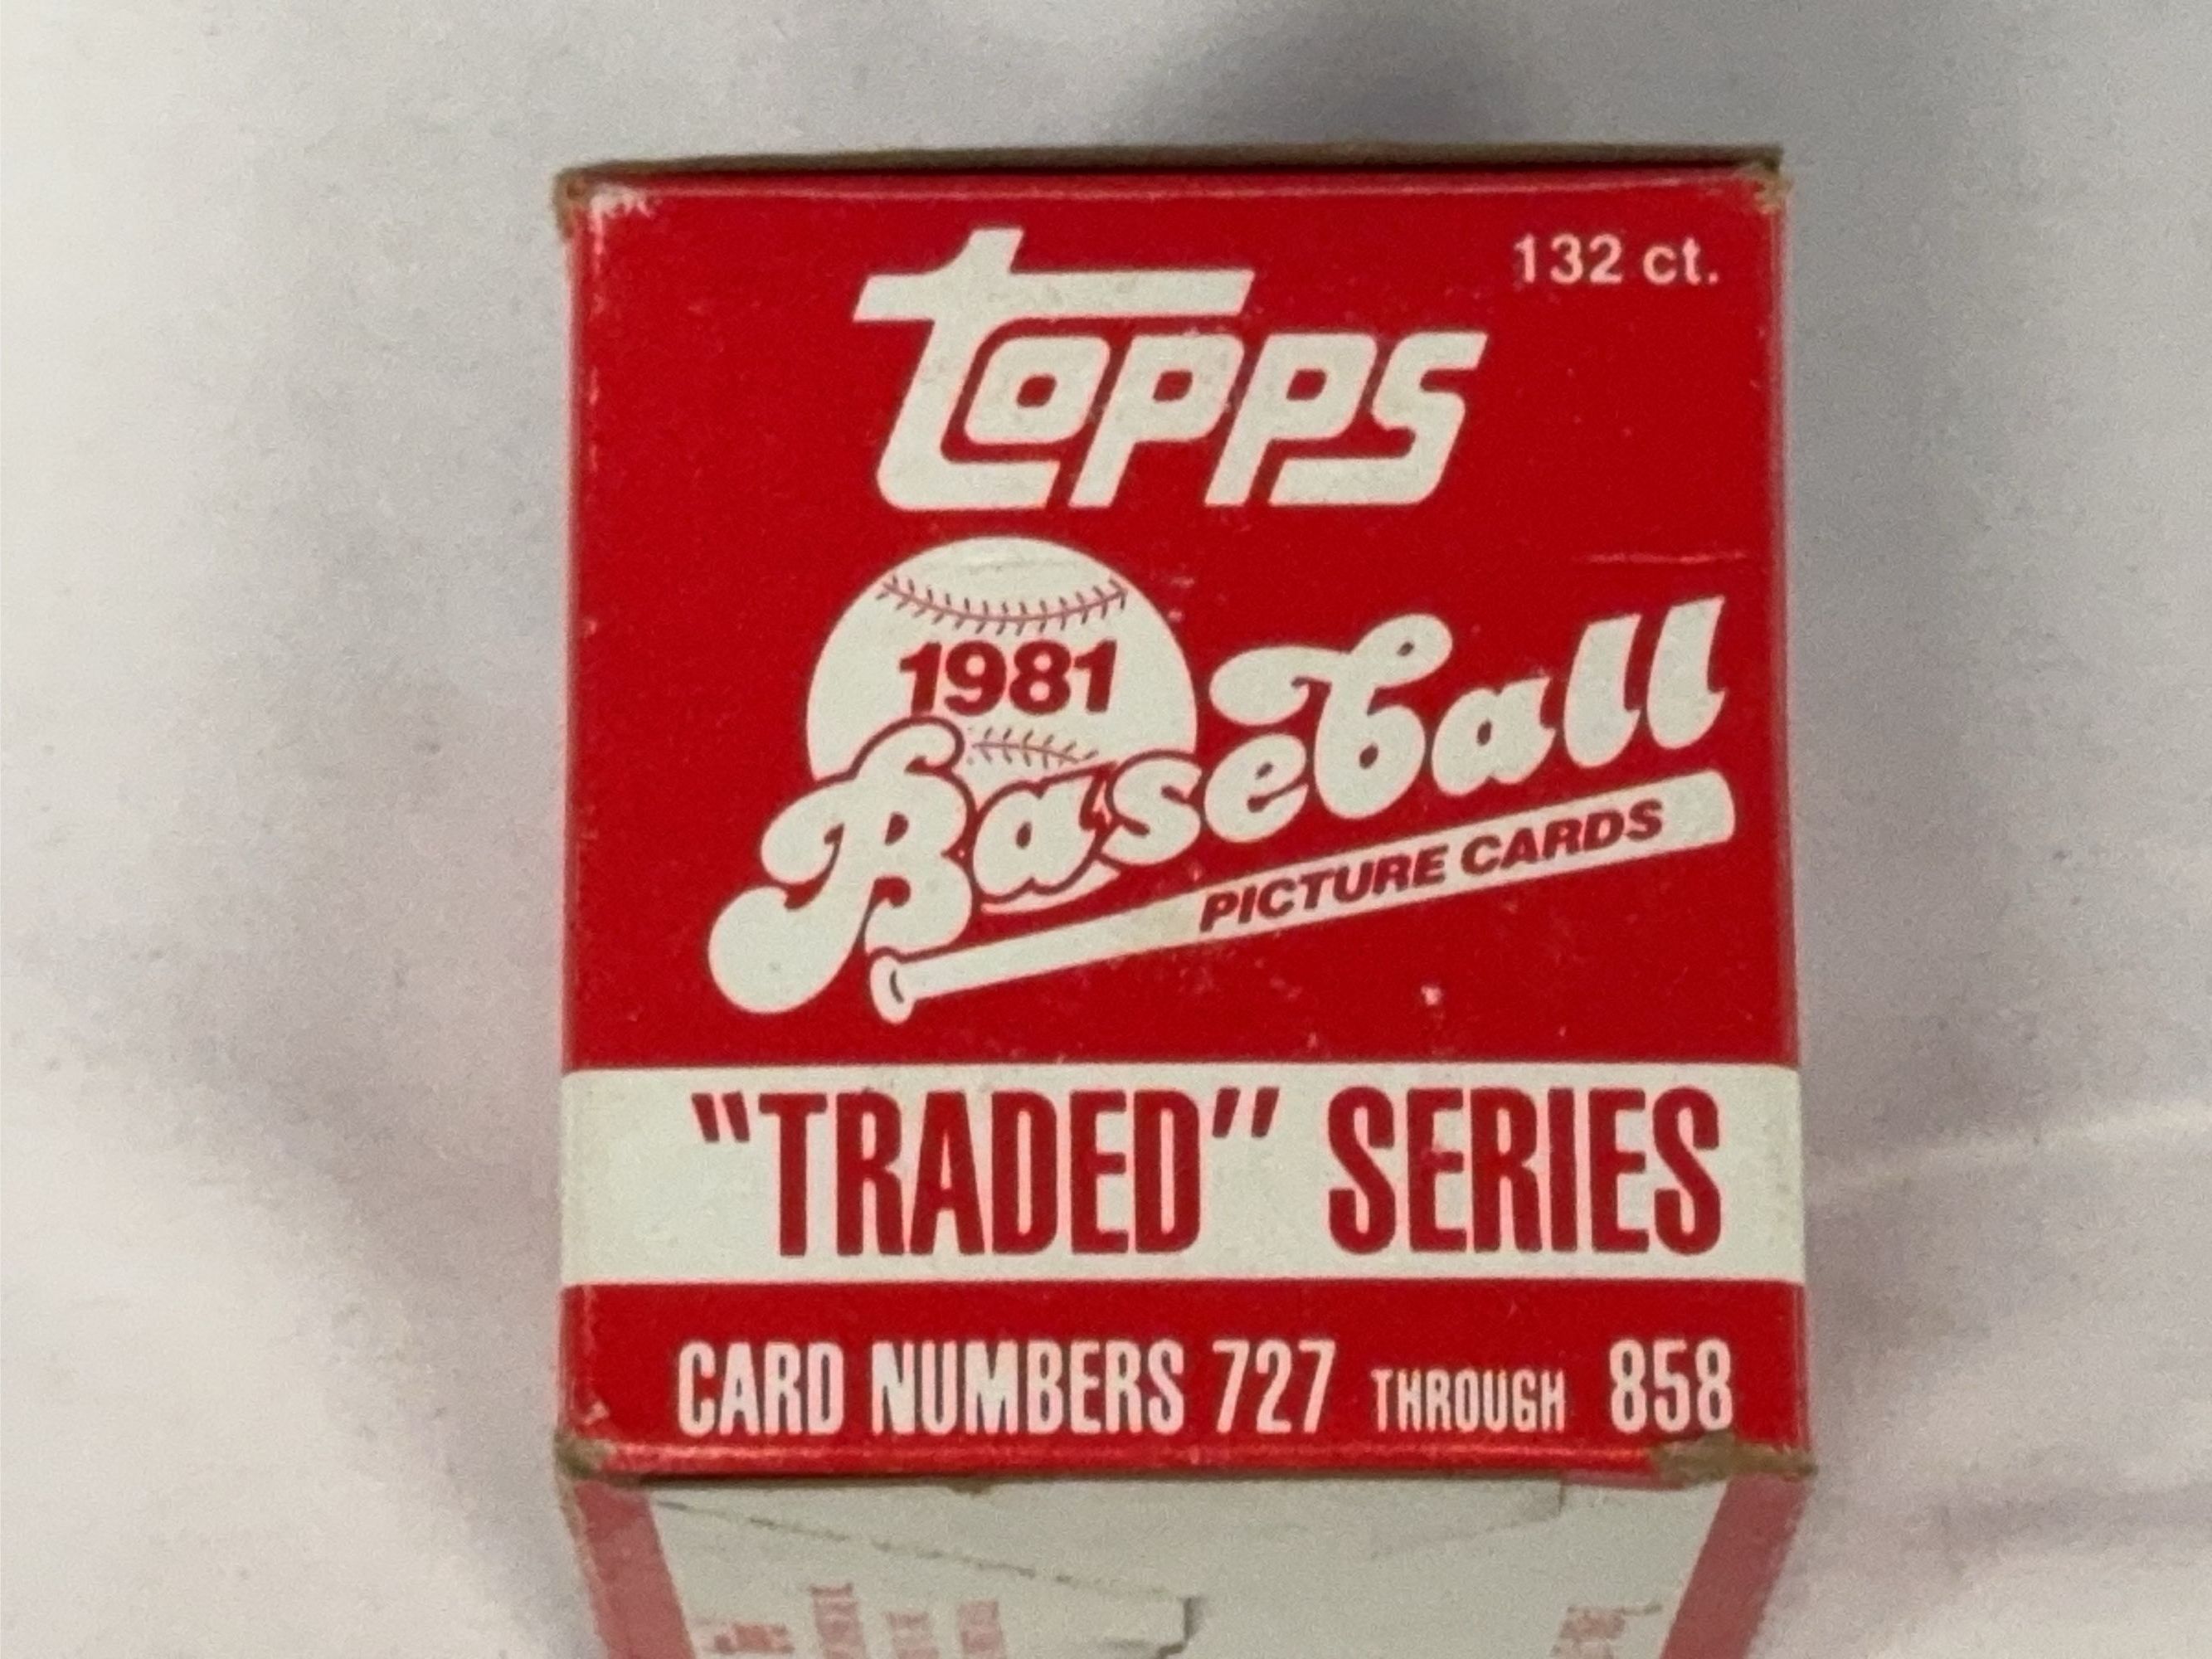 132 ct.
topps
1981
Baseball
PICTURE CARDS
"TRADED" SERIES
CARD NUMBERS 727 THROUGH 858